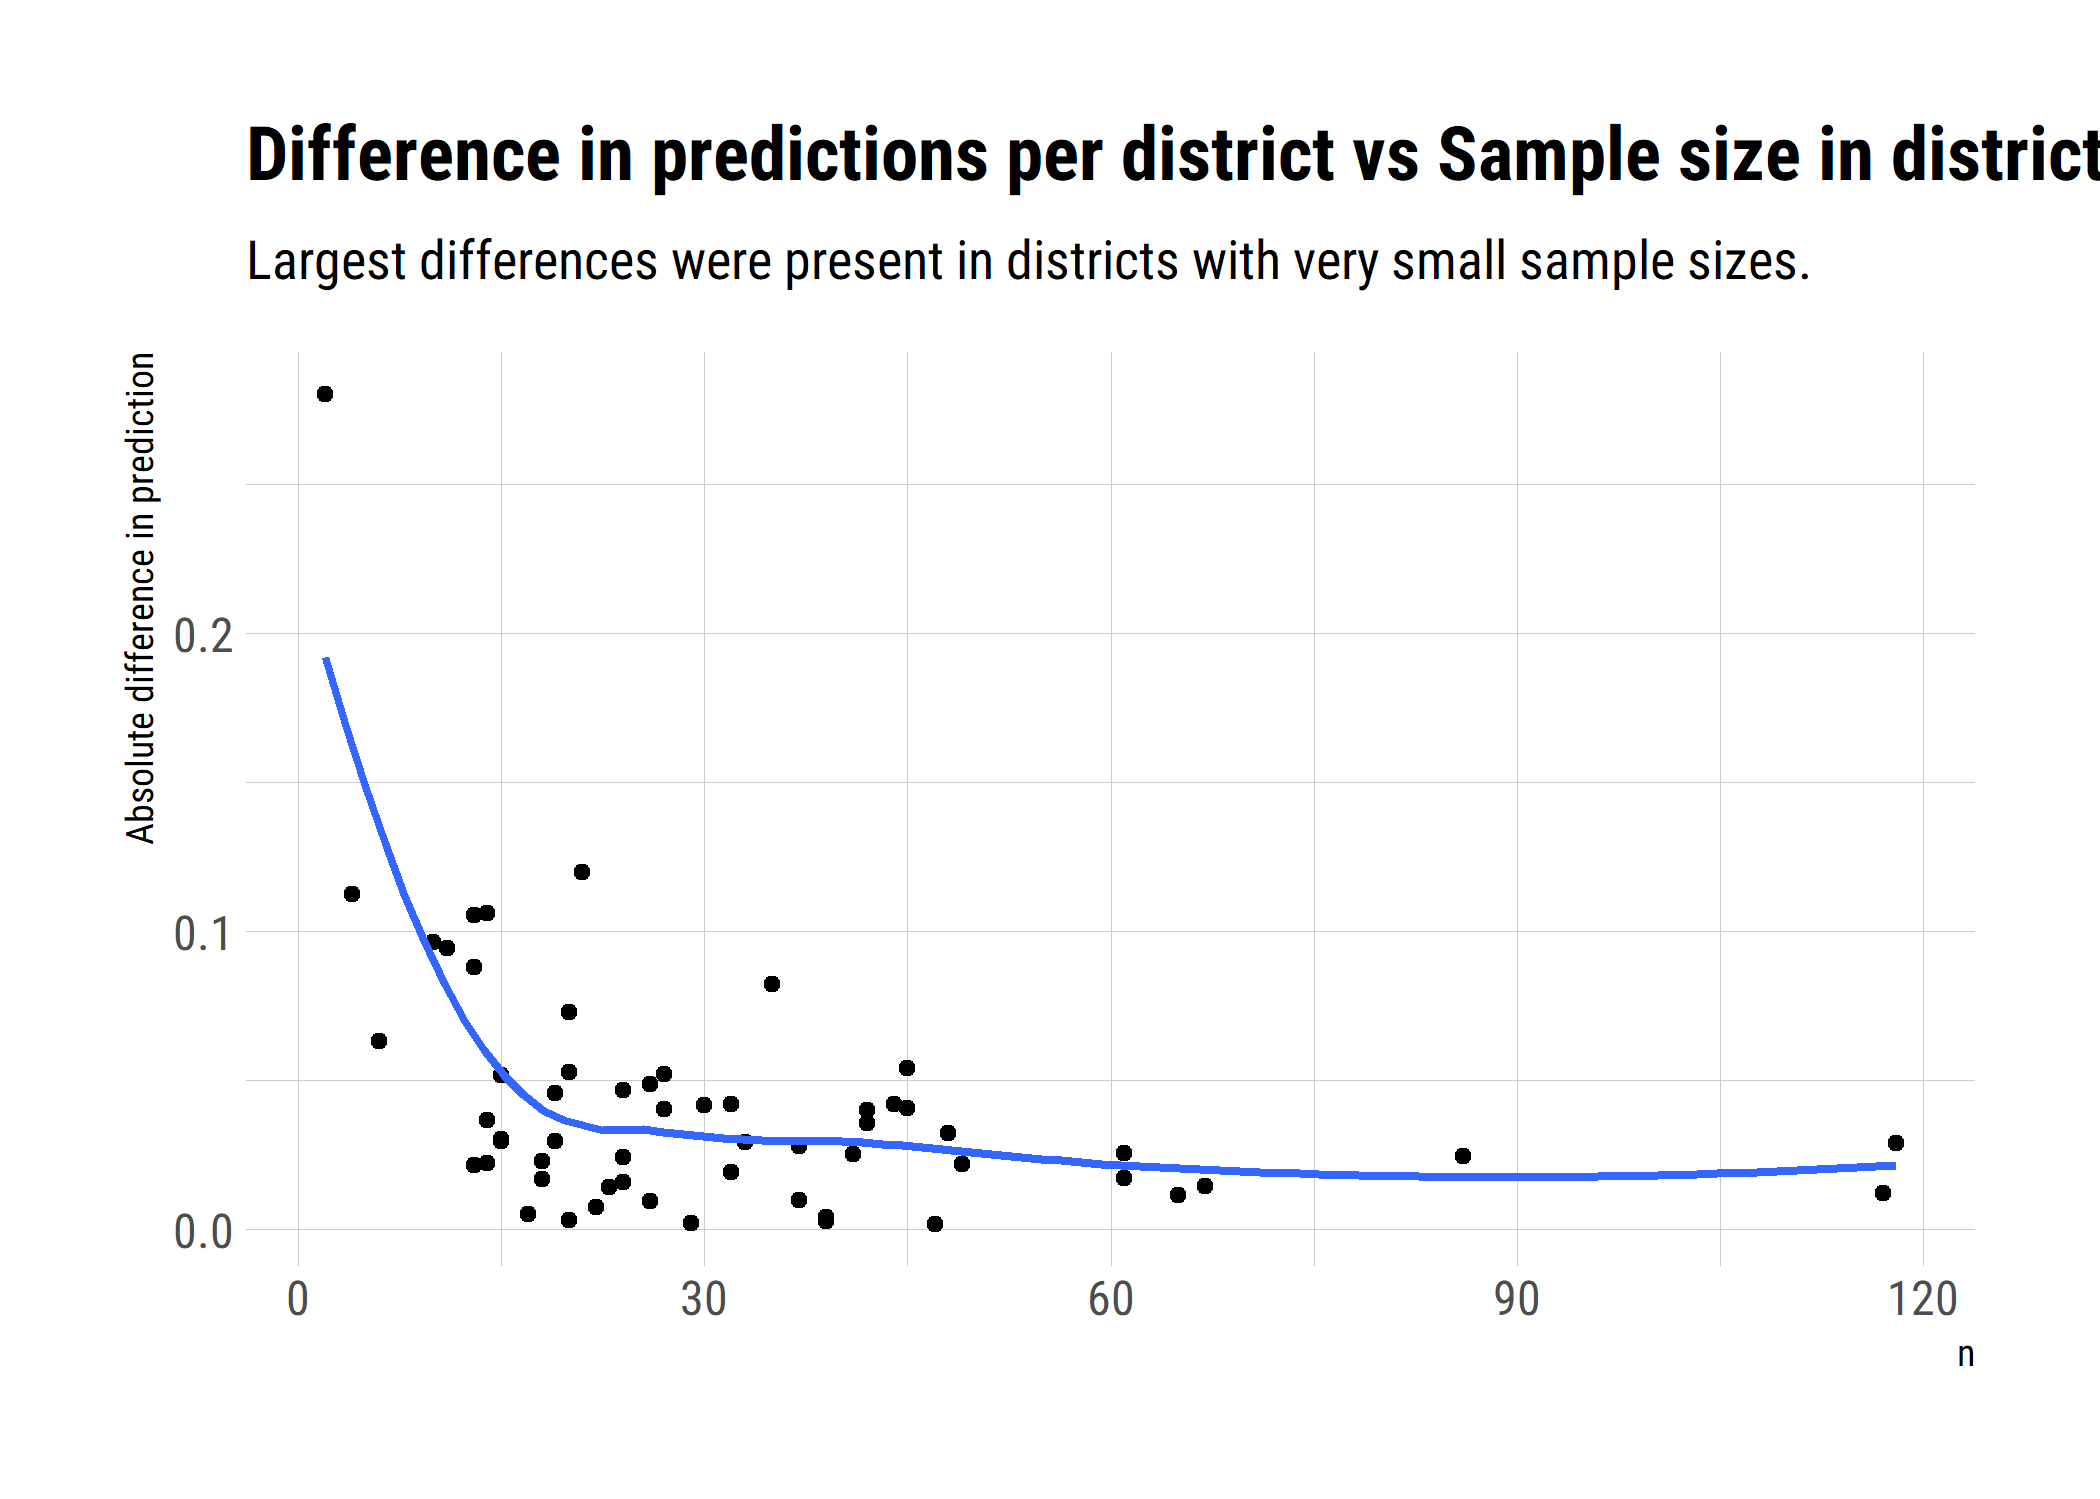 Difference in predictions per district vs Sample size in district
Largest differences were present in districts with very small sample sizes.
Absolute difference in prediction
0.2
0.1
0.0
0
30
60
90
120
n